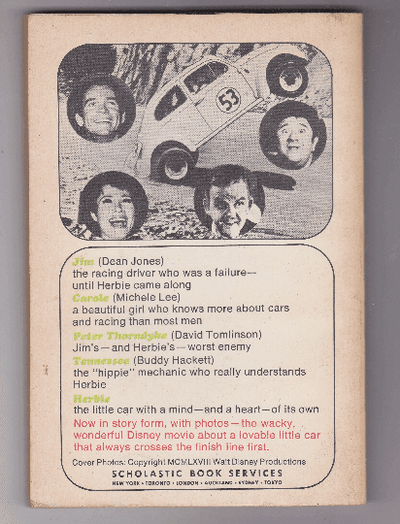 53
Jim (Dean Jones)
the racing driver who was a failure—
until Herbie came along
Carole (Michele Lee)
a beautiful girl who knows more about cars
and racing than most men
Peter Thorndyke (David Tomlinson)
Jim's—and Herbie's—worst enemy
Tennessee (Buddy Hackett)
the "hippie" mechanic who really understands
Herbie
Herbie
the little car with a mind—and a heart—of its own
Now in story form, with photos—the wacky,
wonderful Disney movie about a lovable little car
that always crosses the finish line first.
Cover Photos: Copyright MCMLXVIII Walt Disney Productions
SCHOLASTIC BOOK SERVICES
NEW YORK • TORONTO • LONDON • AUCKLAND • SYDNEY • TOKYO